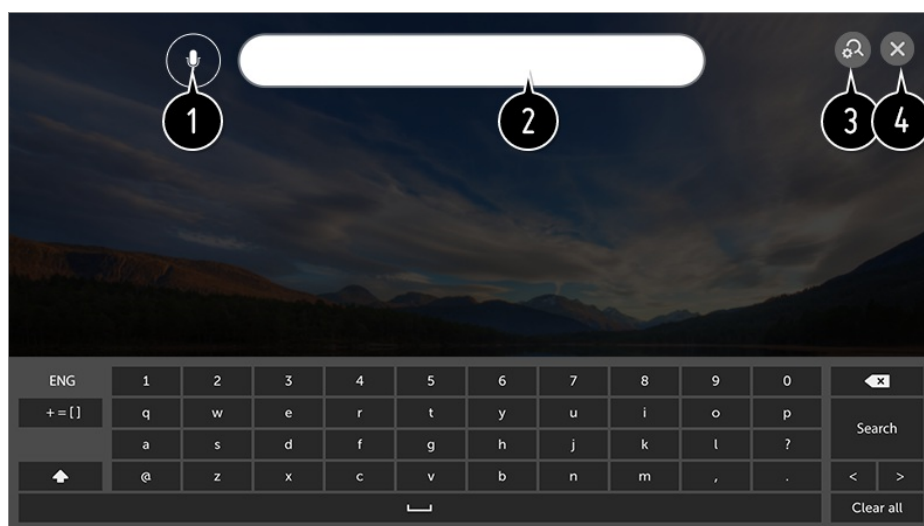 1 2 3 4
ENG 1 2 3 4 5 6 7 8 9 0
+=[] q w e r t y u i o p
Search
a s d f g h j k l ?
@ z x c v b n m , . < >
Clear all